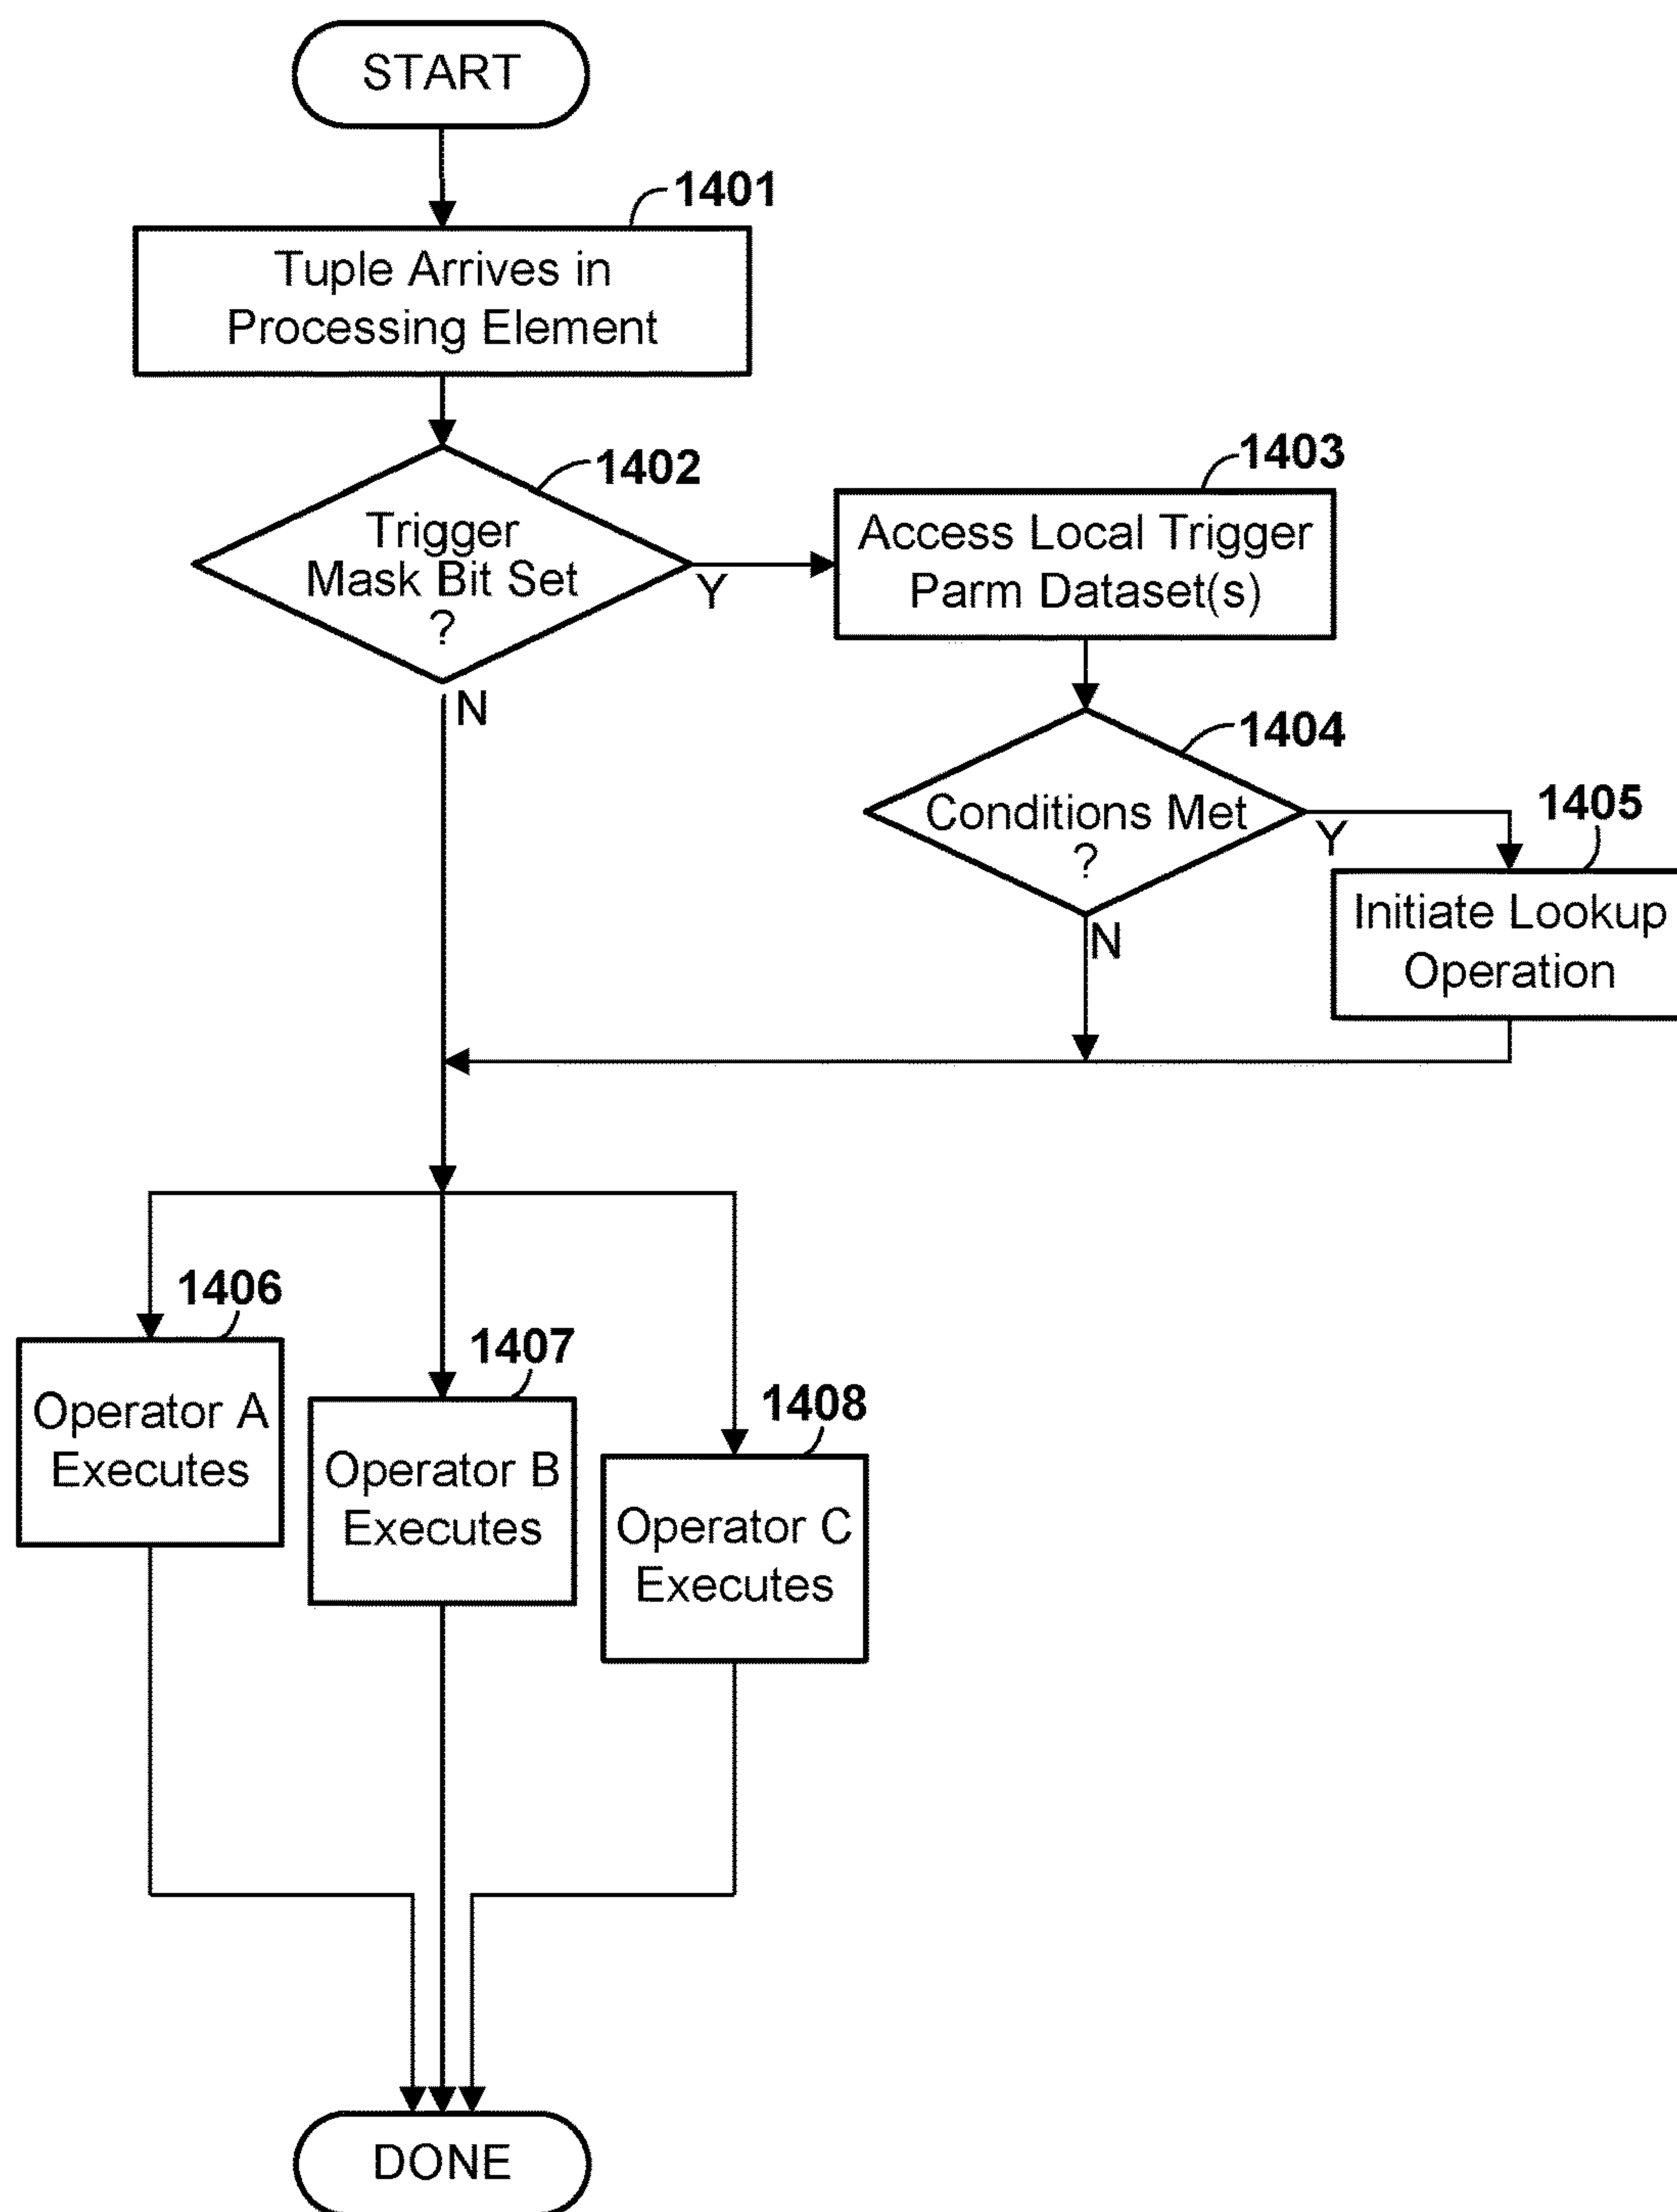 START
1401
Tuple Arrives in
Processing Element
1402
Trigger
Mask Bit Set
?
Y
N
1403
Access Local Trigger
Parm Dataset(s)
1404
Conditions Met
?
Y
N
1405
Initiate Lookup
Operation
1406
Operator A
Executes
1407
Operator B
Executes
1408
Operator C
Executes
DONE